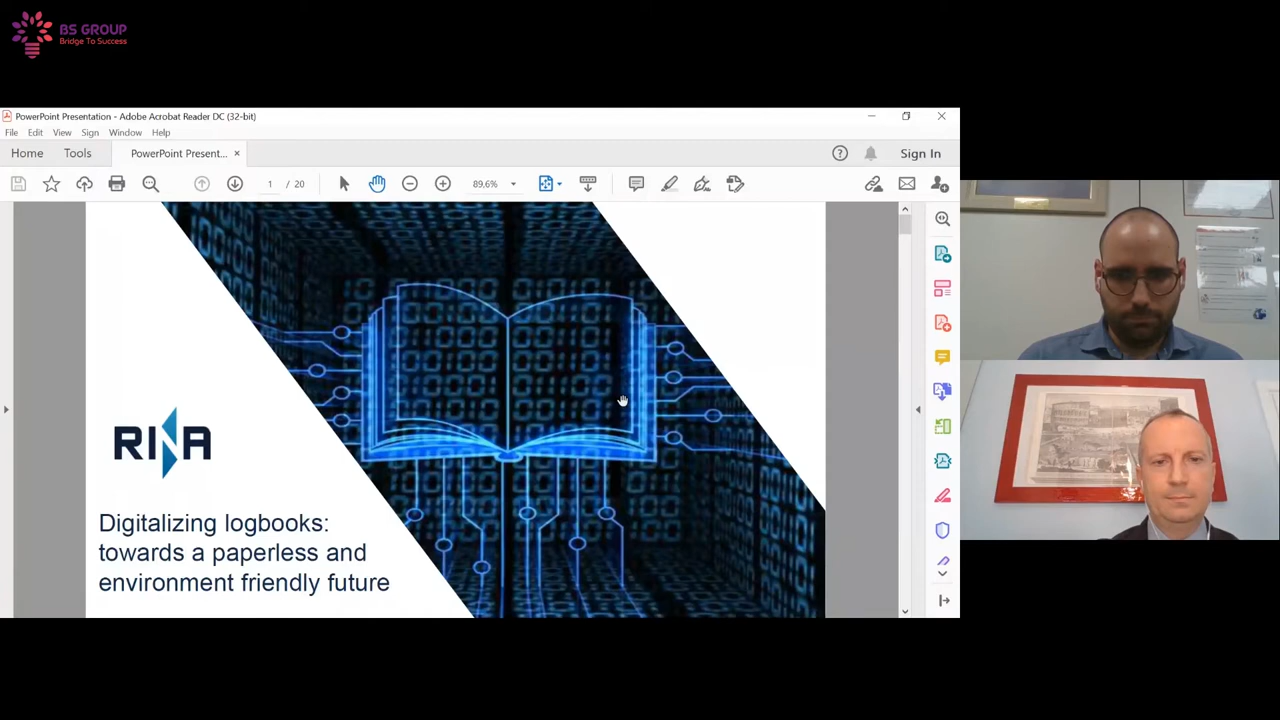 BS GROUP
Bridge To Success
PowerPoint Presentation - Adobe Acrobat Reader DC (32-bit)
File Edit View Sign Window Help
Home Tools PowerPoint Present... × Sign In
1 / 20 89,6%
RINA
Digitalizing logbooks:
towards a paperless and
environment friendly future